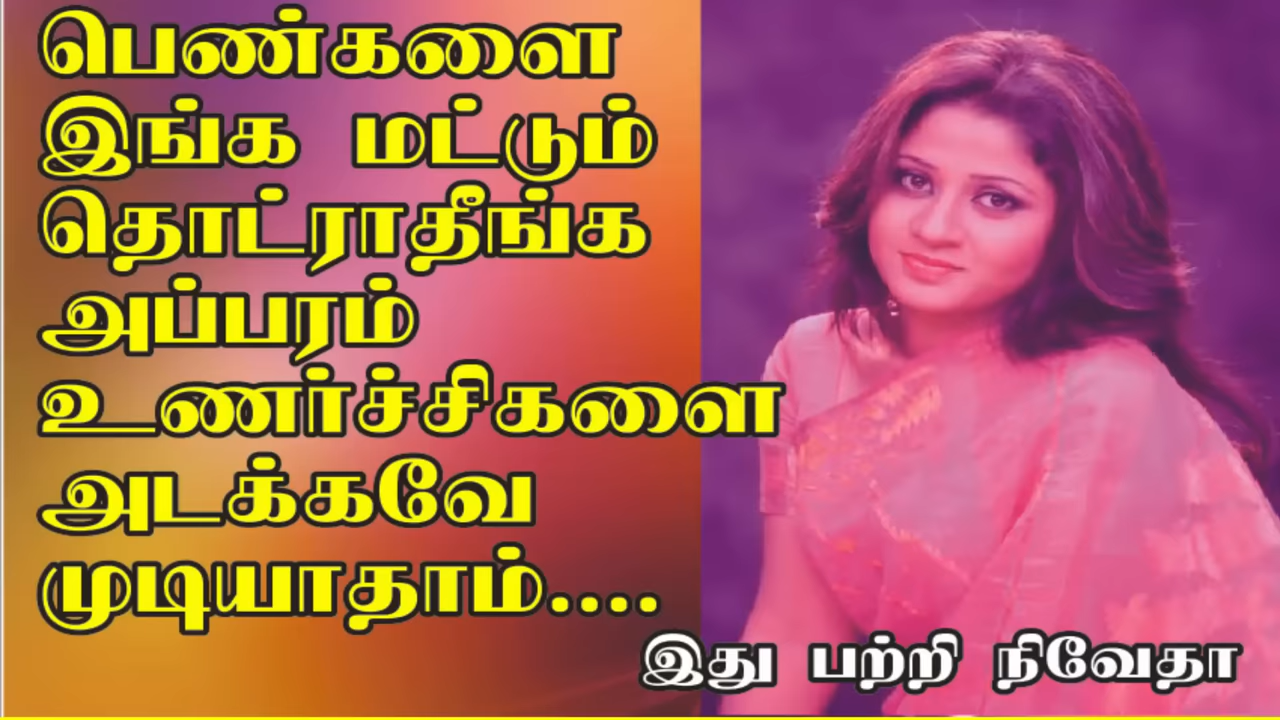 பெண்களை
இங்க மட்டும்
தொட்ராதீங்க
அப்பரம்
உணர்ச்சிகளை
அடக்கவே
முடியாதாம்....
இது பற்றி நிவேதா